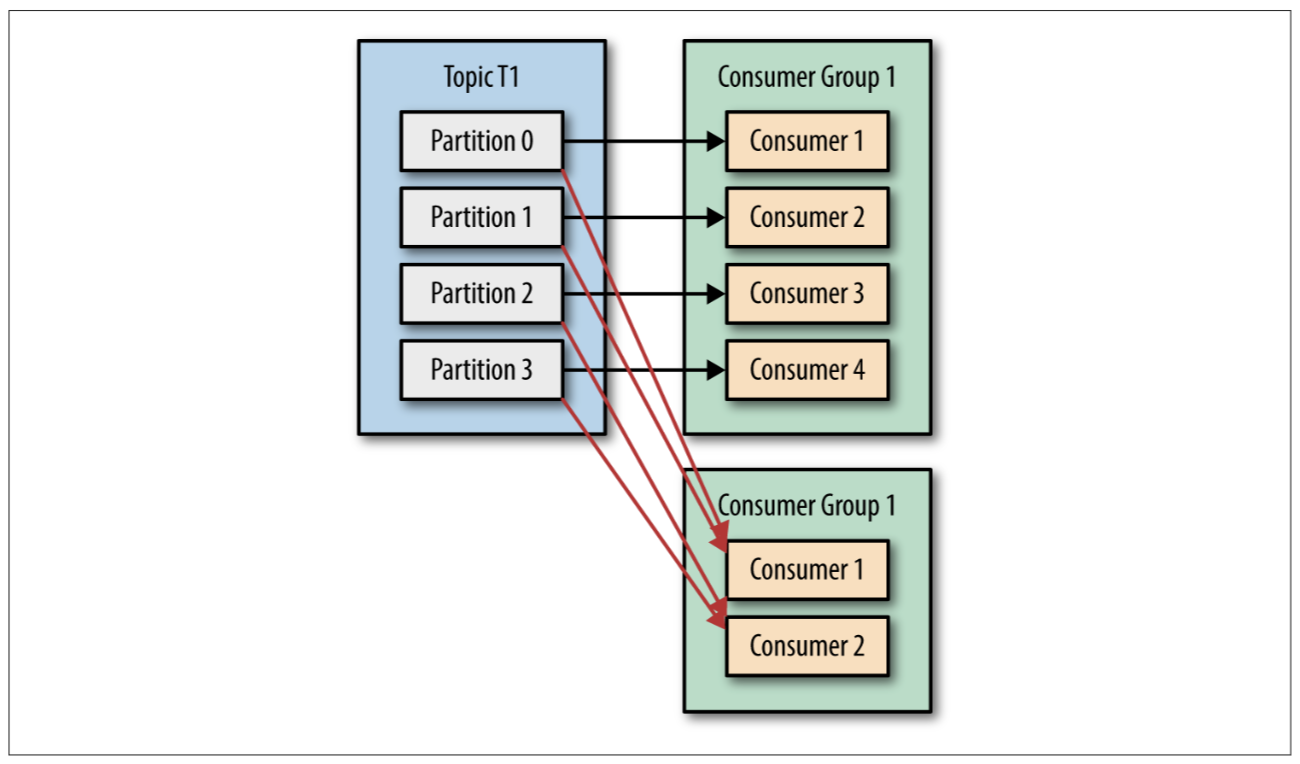 Topic T1
Partition 0
Partition 1
Partition 2
Partition 3
Consumer Group 1
Consumer 1
Consumer 2
Consumer 3
Consumer 4
Consumer Group 1
Consumer 1
Consumer 2